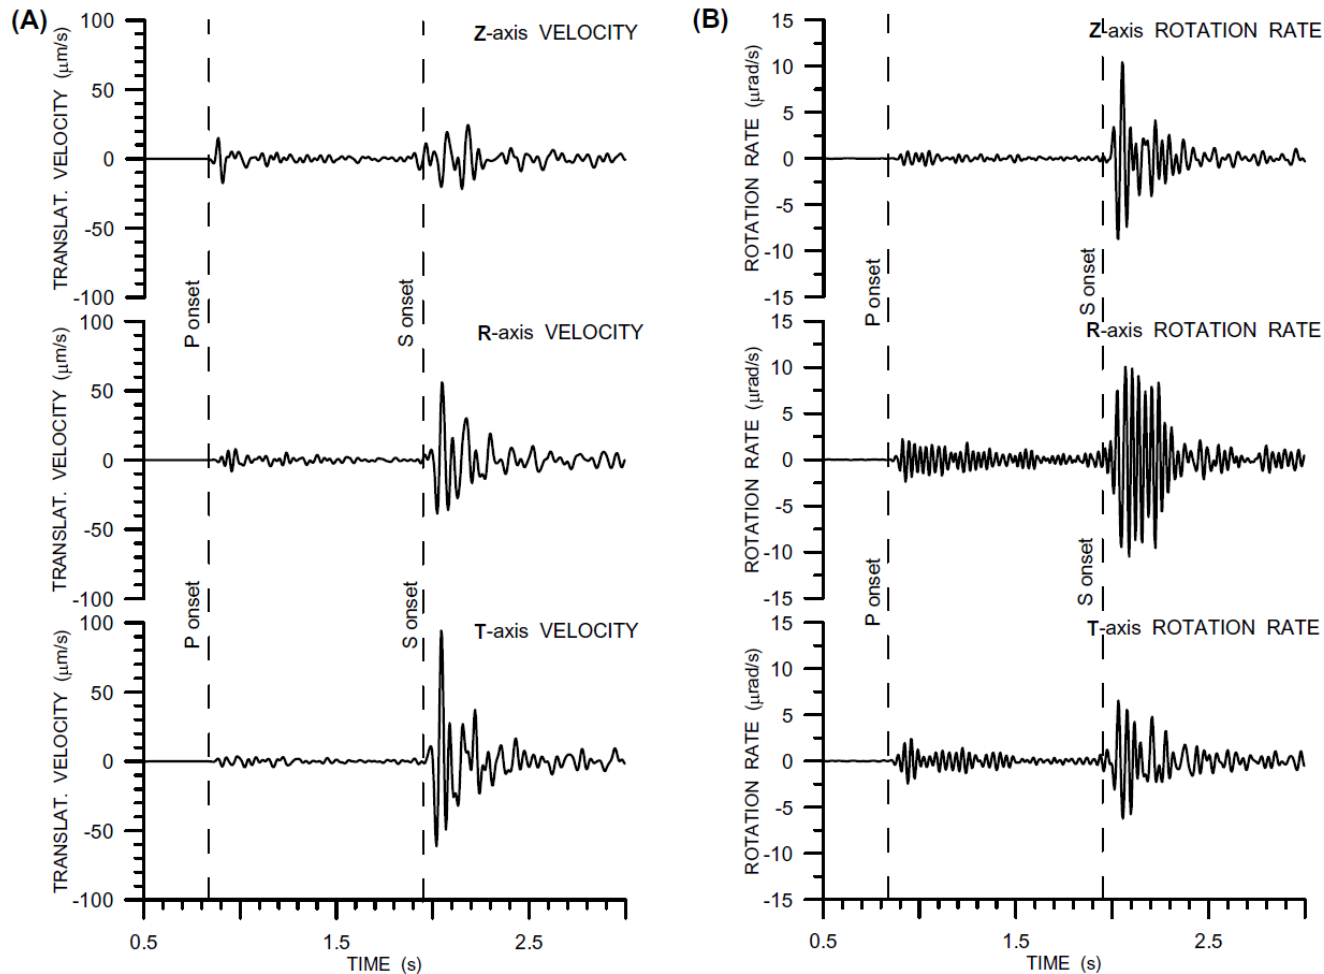 (A)
Z-axis VELOCITY
TRANSLAT. VELOCITY (μm/s)
100
50
0
-50
-100
P onset
S onset
R-axis VELOCITY
TRANSLAT. VELOCITY (μm/s)
100
50
0
-50
-100
P onset
S onset
T-axis VELOCITY
TRANSLAT. VELOCITY (μm/s)
100
50
0
-50
-100
0.5
1.5
2.5
TIME (s)
(B)
Z-axis ROTATION RATE
ROTATION RATE (μrad/s)
15
10
5
0
-5
-10
-15
P onset
S onset
R-axis ROTATION RATE
ROTATION RATE (μrad/s)
15
10
5
0
-5
-10
-15
P onset
S onset
T-axis ROTATION RATE
ROTATION RATE (μrad/s)
15
10
5
0
-5
-10
-15
0.5
1.5
2.5
TIME (s)